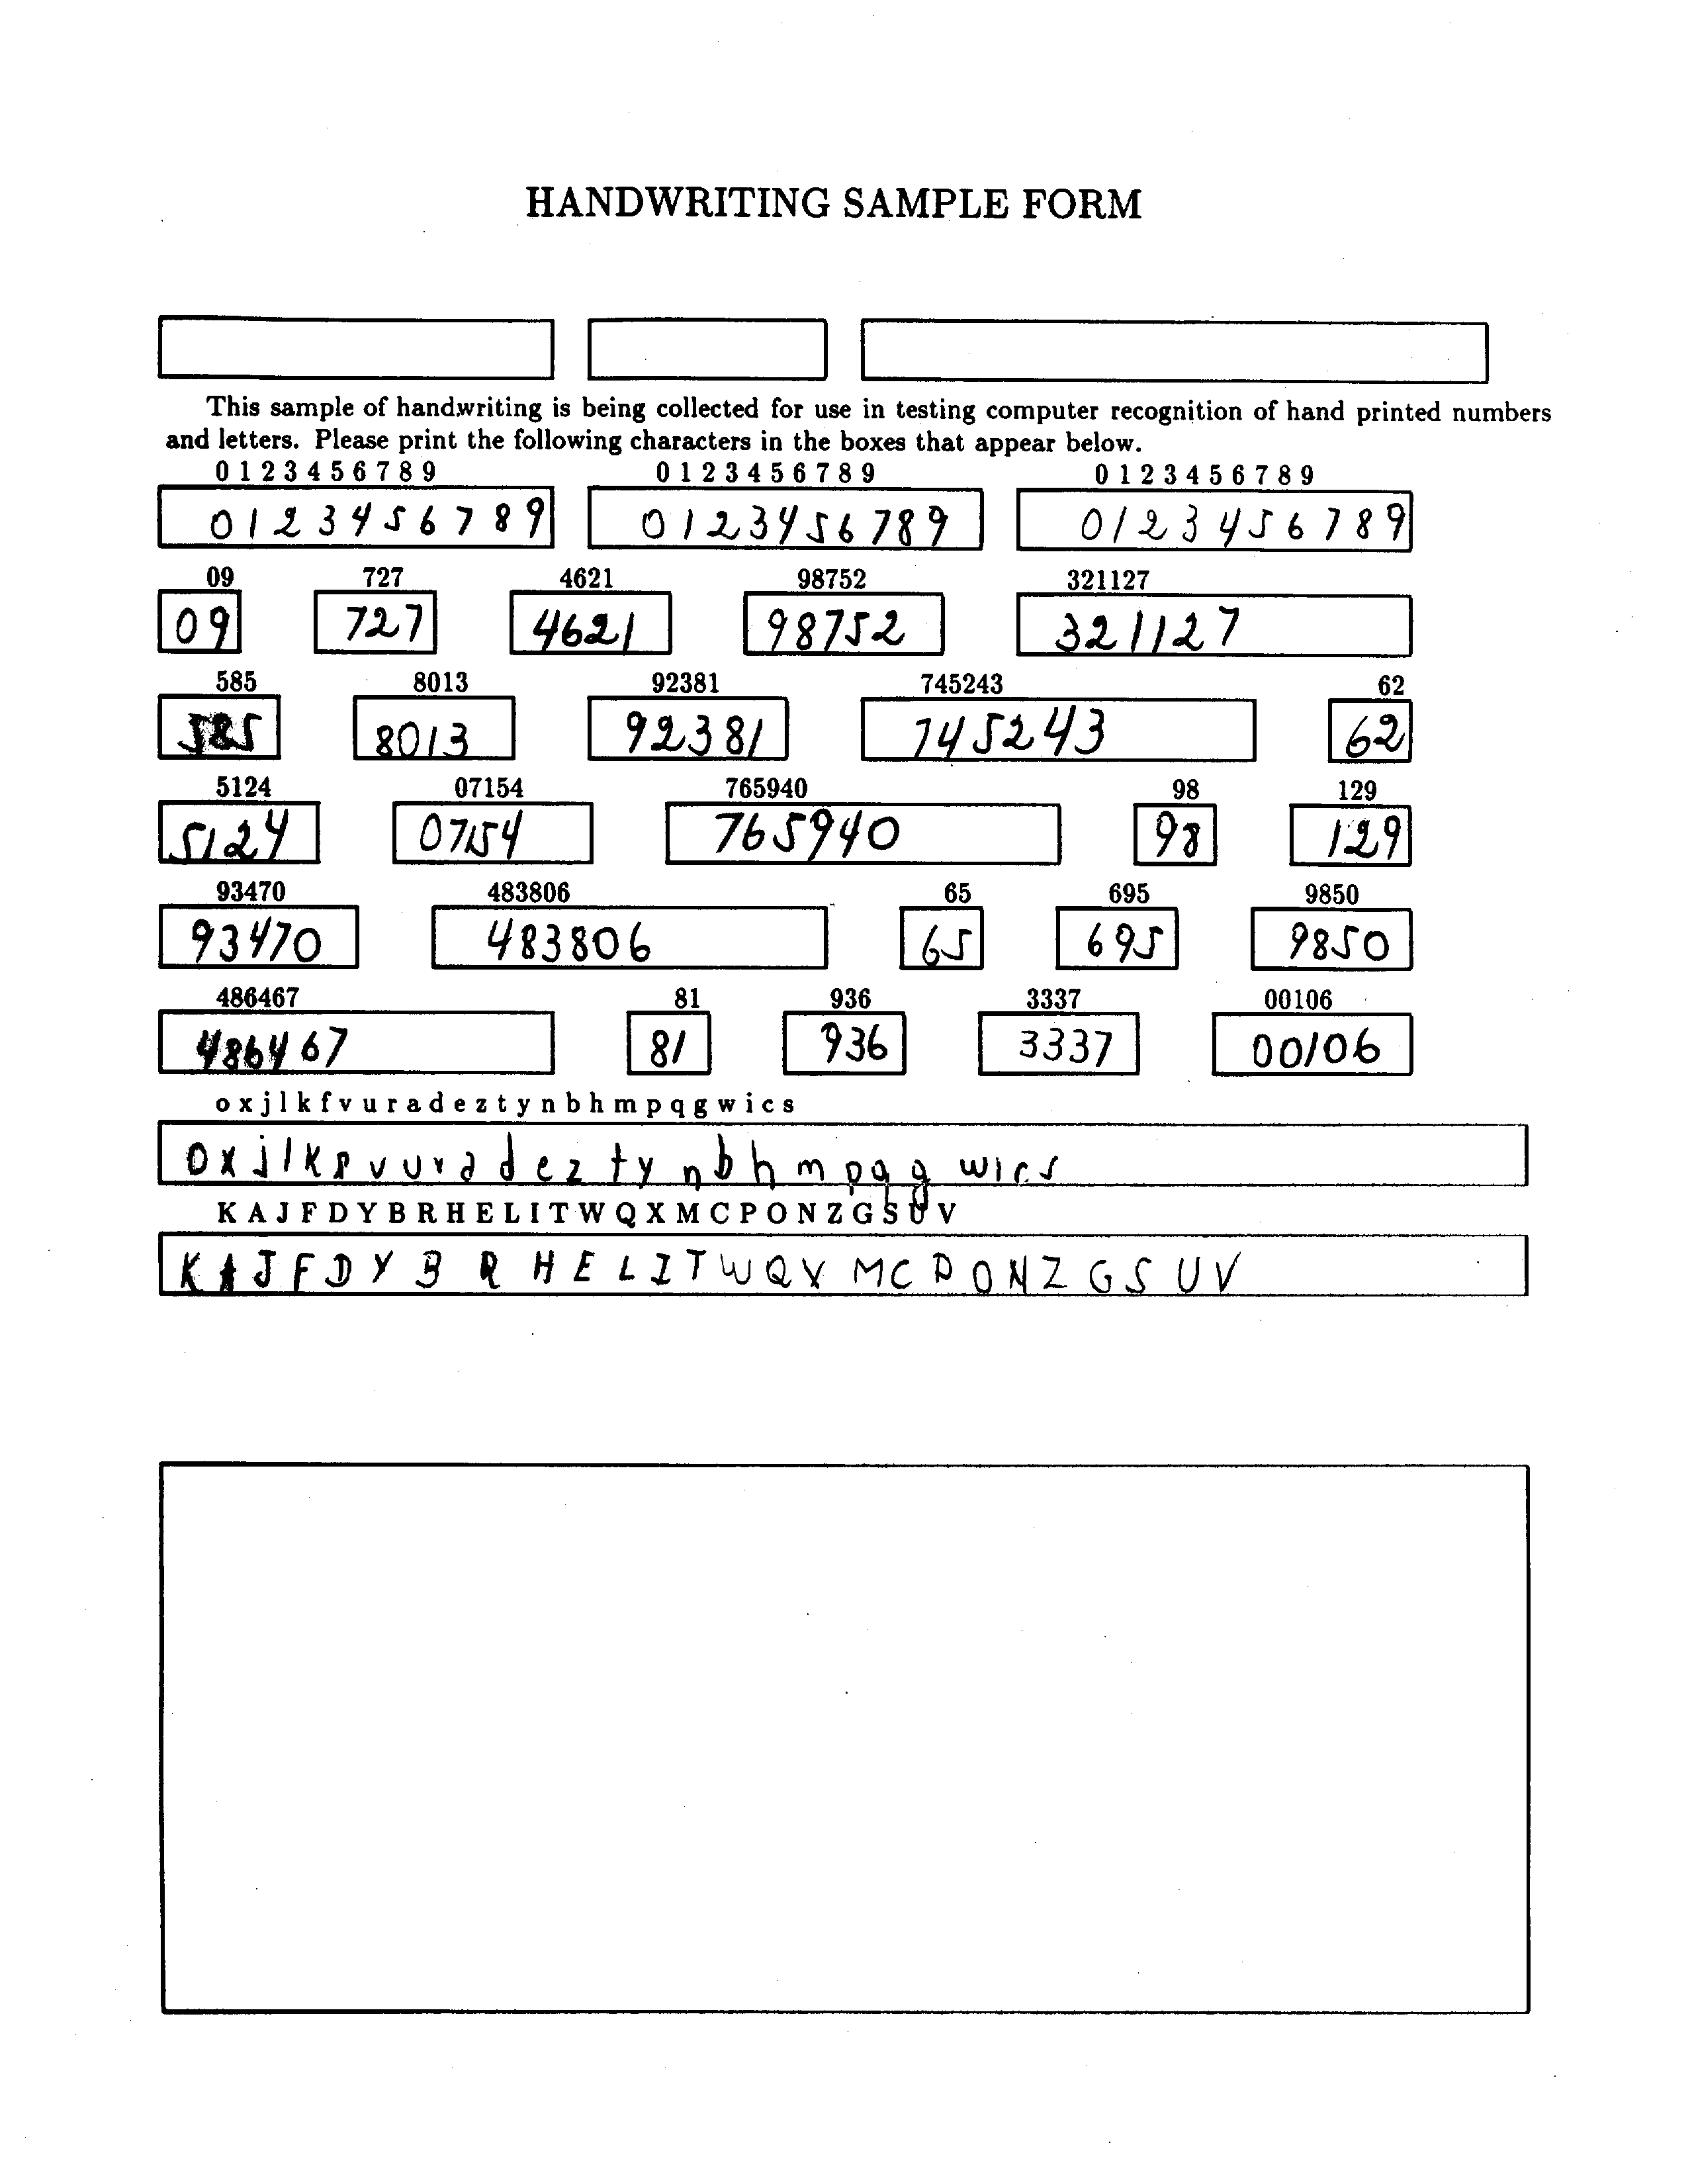 HANDWRITING SAMPLE FORM
This sample of handwriting is being collected for use in testing computer recognition of hand printed numbers
and letters. Please print the following characters in the boxes that appear below.
0 1 2 3 4 5 6 7 8 9 0 1 2 3 4 5 6 7 8 9 0 1 2 3 4 5 6 7 8 9
0 1 2 3 4 5 6 7 8 9 0 1 2 3 4 5 6 7 8 9 0 1 2 3 4 5 6 7 8 9
09 727 4621 98752 321127
09 727 4621 98752 321127
585 8013 92381 745243 62
585 8013 92381 745243 62
5124 07154 765940 98 129
5124 07154 765940 98 129
93470 483806 65 695 9850
93470 483806 65 695 9850
486467 81 936 3337 00106
486467 81 936 3337 00106
o x j l k f v u r a d e z t y n b h m p q g w i c s
o x j l k f v u r a d e z t y n b h m p q g w i c s
K A J F D Y B R H E L I T W Q X M C P O N Z G S U V
K A J F D Y B R H E L I T W Q X M C P O N Z G S U V